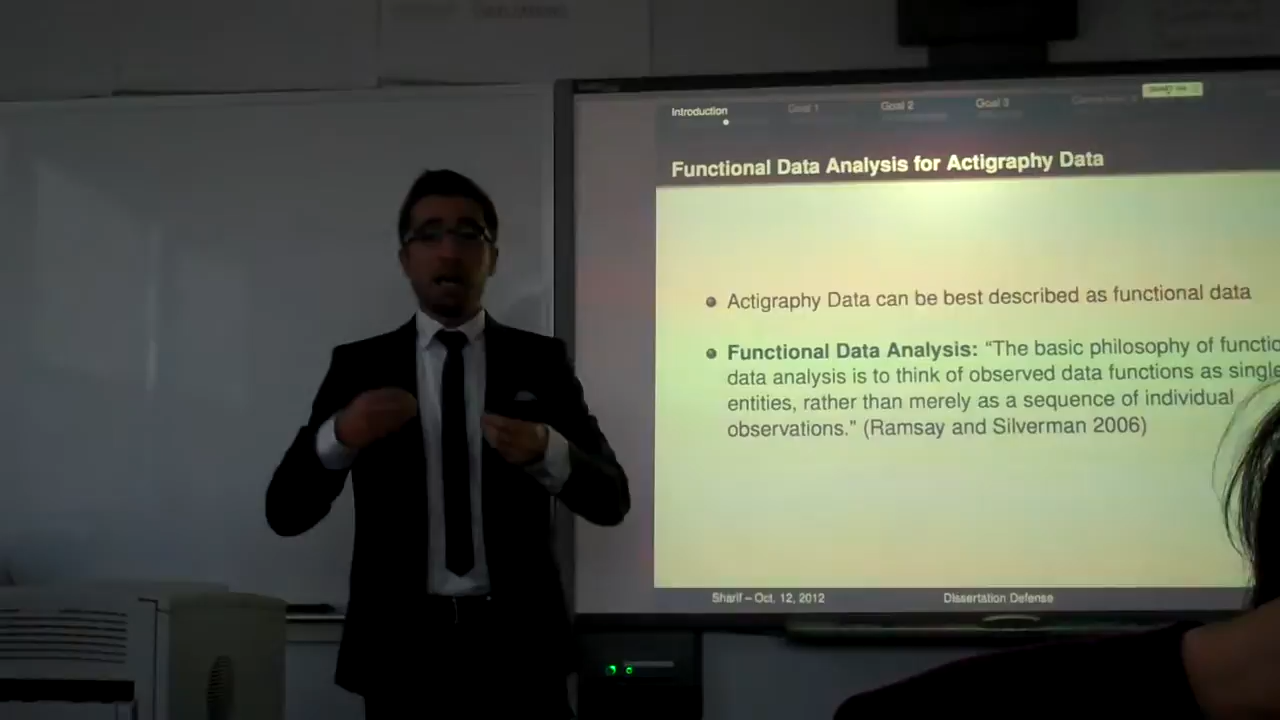 Introduction
Goal 1
Goal 2
Goal 3
Functional Data Analysis for Actigraphy Data
Actigraphy Data can be best described as functional data
Functional Data Analysis: “The basic philosophy of functio
data analysis is to think of observed data functions as single
entities, rather than merely as a sequence of individual
observations.” (Ramsay and Silverman 2006)
Sharif – Oct. 12, 2012
Dissertation Defense